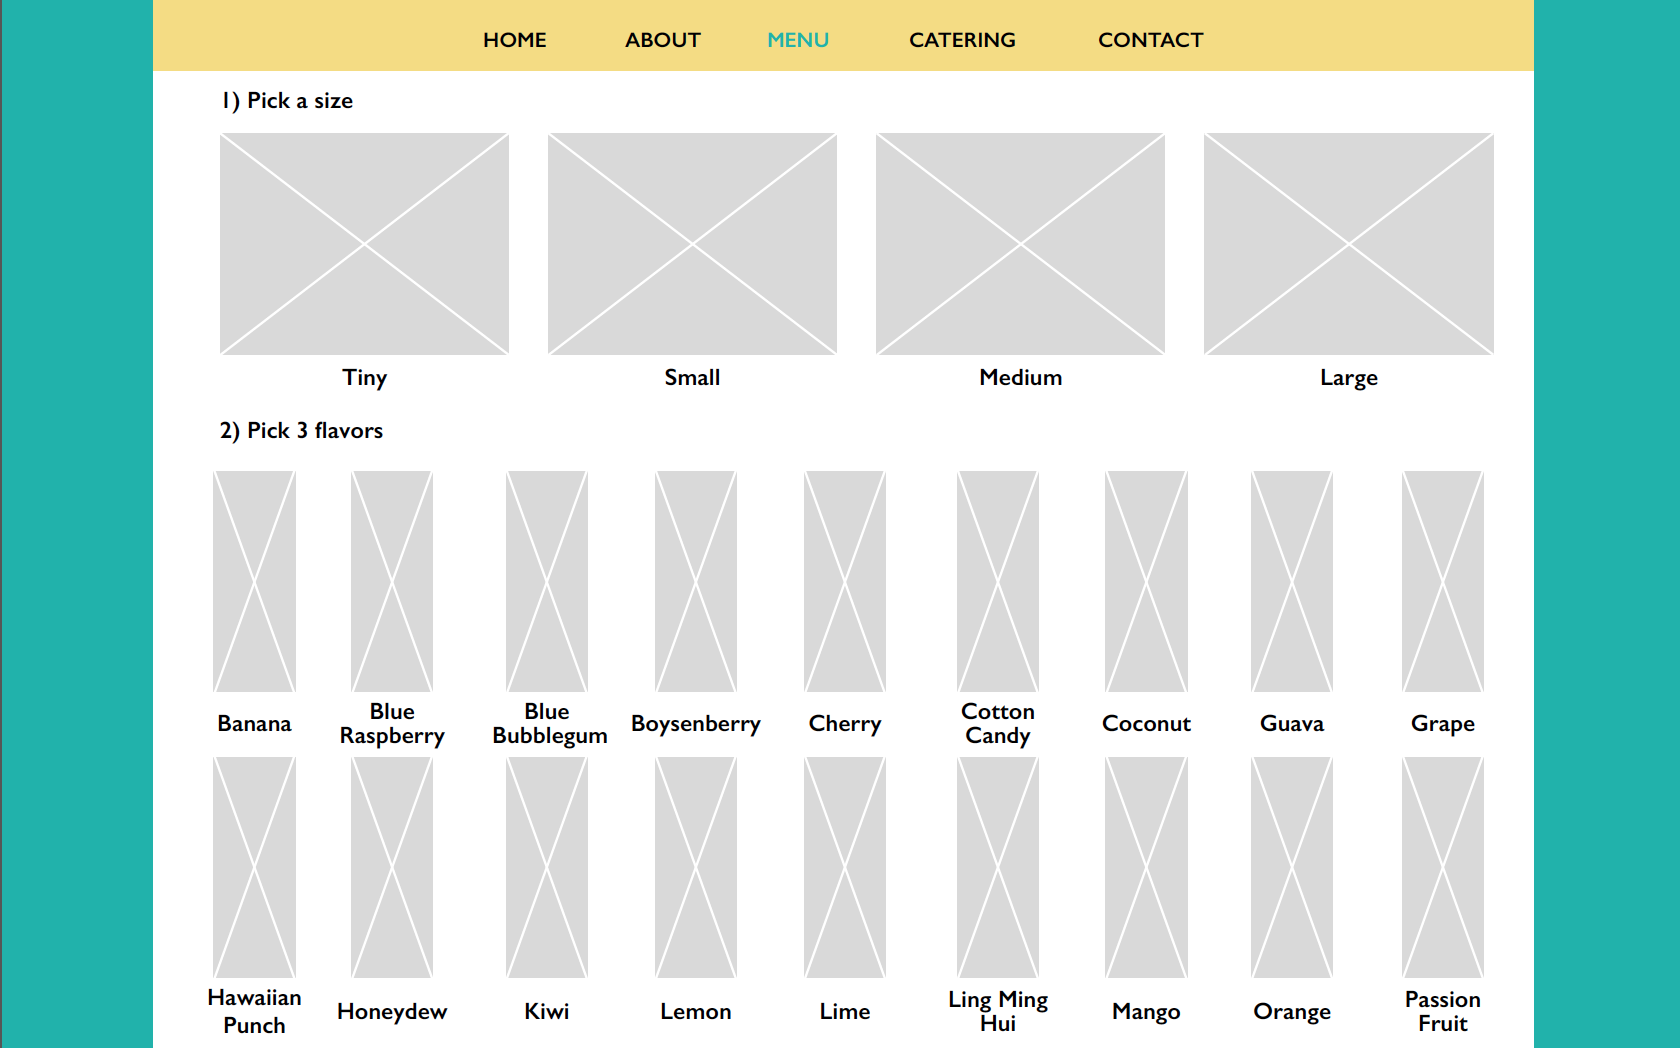 HOME ABOUT MENU CATERING CONTACT
1) Pick a size
Tiny Small Medium Large
2) Pick 3 flavors
Banana
Blue
Raspberry
Blue
Bubblegum
Boysenberry
Cherry
Cotton
Candy
Coconut
Guava
Grape
Hawaiian
Punch
Honeydew
Kiwi
Lemon
Lime
Ling Ming
Hui
Mango
Orange
Passion
Fruit